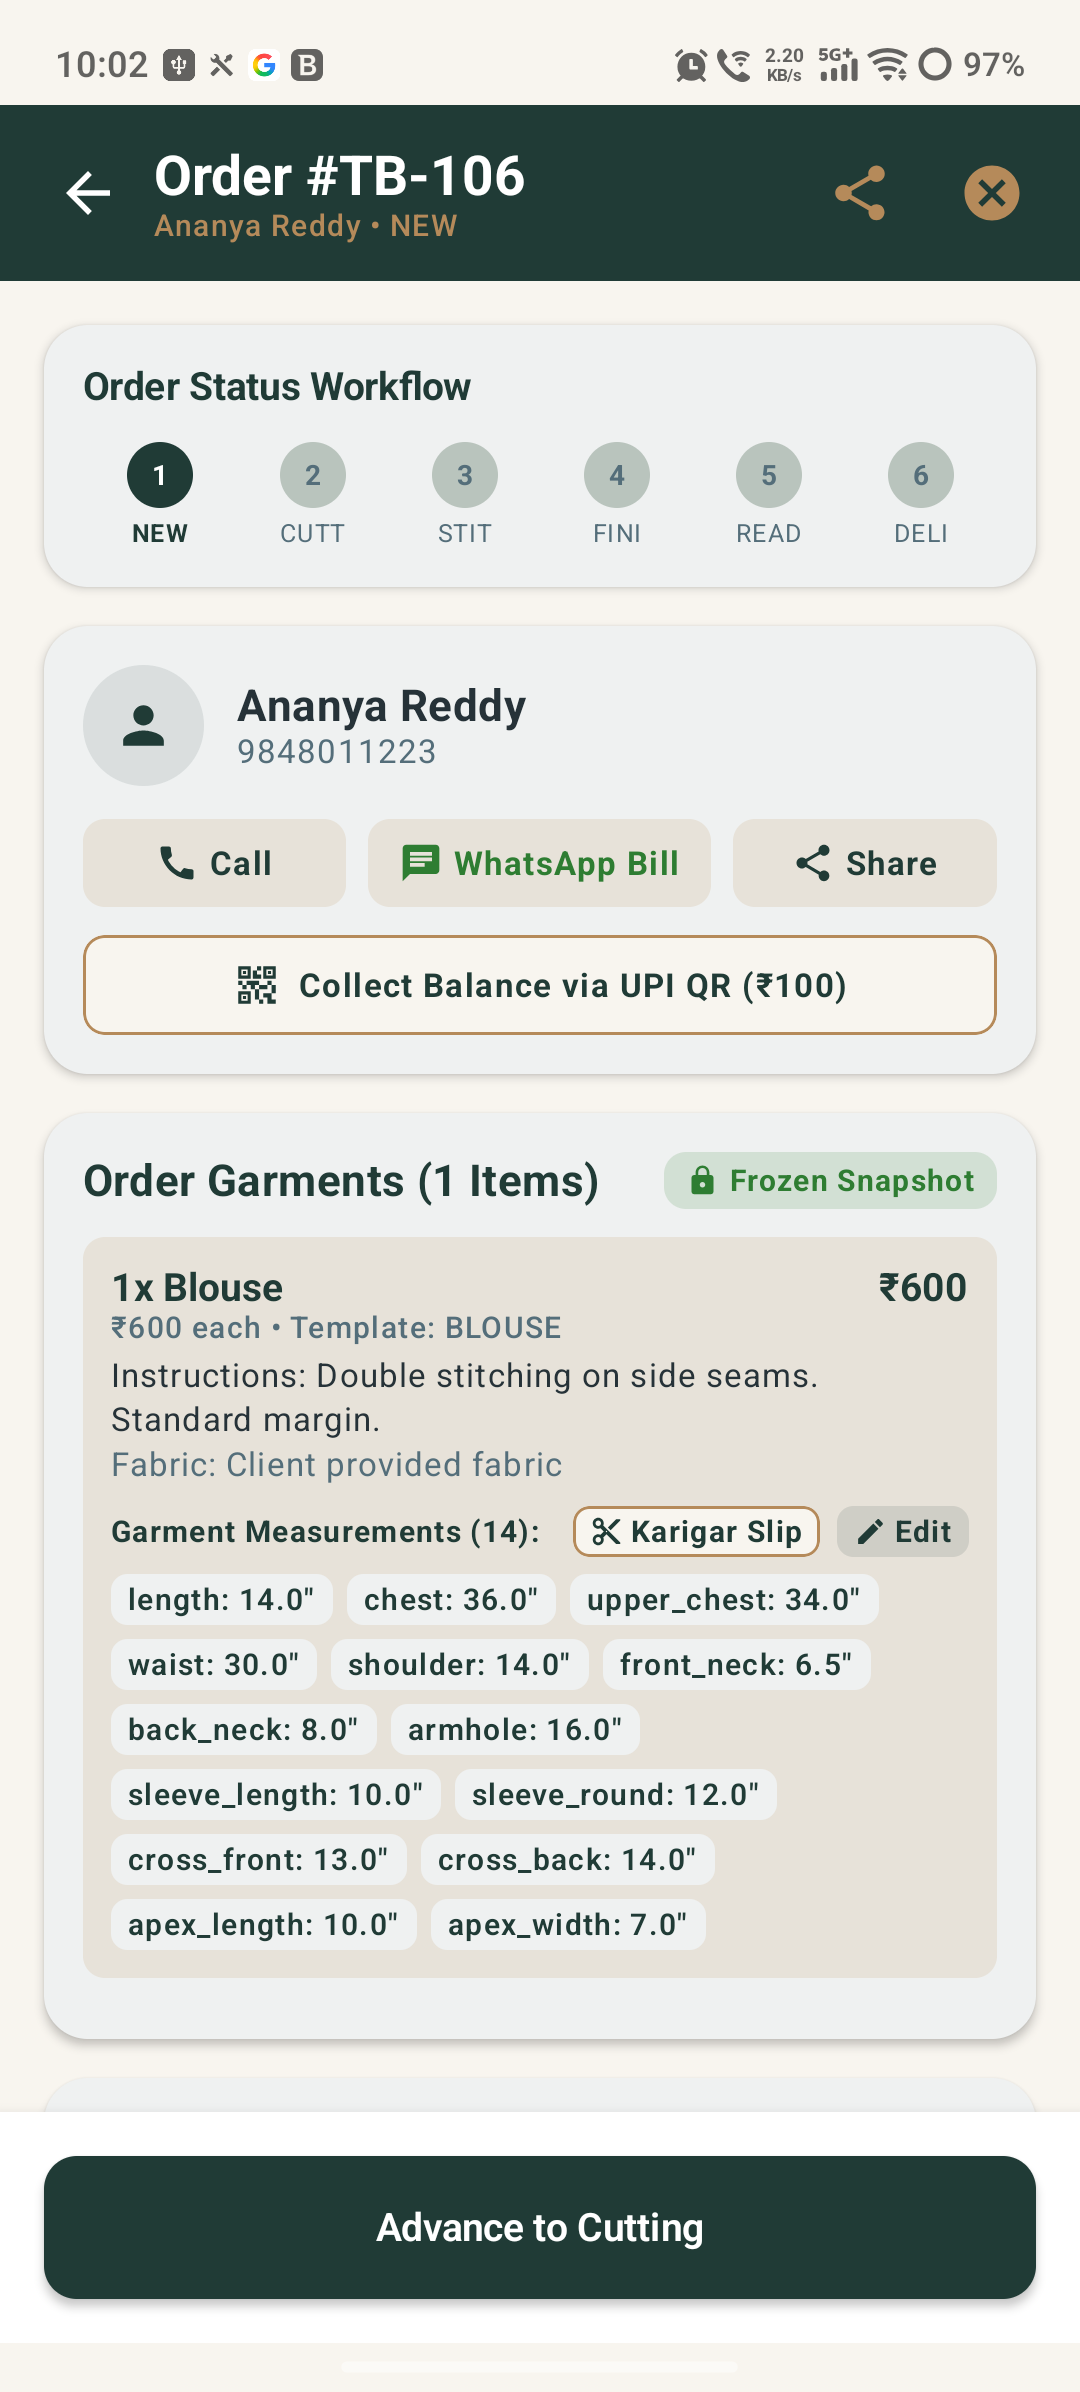 10:02 B 2.20 KB/s 5G+ 97%
Order #TB-106
Ananya Reddy • NEW
Order Status Workflow
1 2 3 4 5 6
NEW CUTT STIT FINI READ DELI
Ananya Reddy
9848011223
Call WhatsApp Bill Share
Collect Balance via UPI QR (₹100)
Order Garments (1 Items) Frozen Snapshot
1x Blouse ₹600
₹600 each • Template: BLOUSE
Instructions: Double stitching on side seams.
Standard margin.
Fabric: Client provided fabric
Garment Measurements (14): Karigar Slip Edit
length: 14.0" chest: 36.0" upper_chest: 34.0"
waist: 30.0" shoulder: 14.0" front_neck: 6.5"
back_neck: 8.0" armhole: 16.0"
sleeve_length: 10.0" sleeve_round: 12.0"
cross_front: 13.0" cross_back: 14.0"
apex_length: 10.0" apex_width: 7.0"
Advance to Cutting